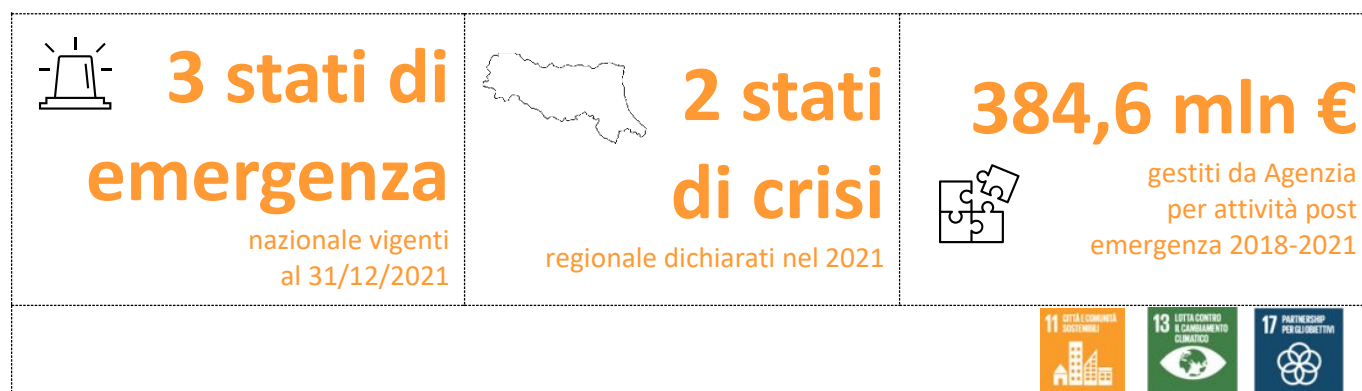 3 stati di
emergenza
nazionale vigenti
al 31/12/2021
2 stati
di crisi
regionale dichiarati nel 2021
384,6 mln €
gestiti da Agenzia
per attività post
emergenza 2018-2021
11 CITTÀ E COMUNITÀ
SOSTENIBILI
13 LOTTA CONTRO
IL CAMBIAMENTO
CLIMATICO
17 PARTNERSHIP
PER GLI OBIETTIVI